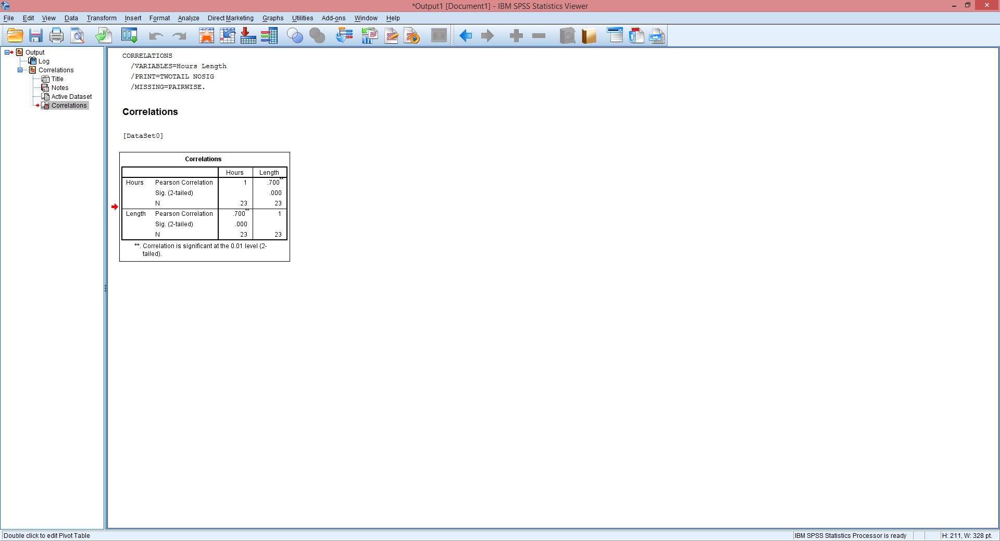 *Output1 [Document1] - IBM SPSS Statistics Viewer
File Edit View Data Transform Insert Format Analyze Direct Marketing Graphs Utilities Add-ons Window Help
Output
Log
Correlations
Title
Notes
Active Dataset
Correlations
CORRELATIONS
/VARIABLES=Hours Length
/PRINT=TWOTAIL NOSIG
/MISSING=PAIRWISE.
Correlations
[DataSet0]
Correlations
Hours Length
Hours Pearson Correlation 1 .700**
Sig. (2-tailed) .000
N 23 23
Length Pearson Correlation .700** 1
Sig. (2-tailed) .000
N 23 23
**. Correlation is significant at the 0.01 level (2-
tailed).
Double click to edit Pivot Table IBM SPSS Statistics Processor is ready H: 211, W: 328 pt.